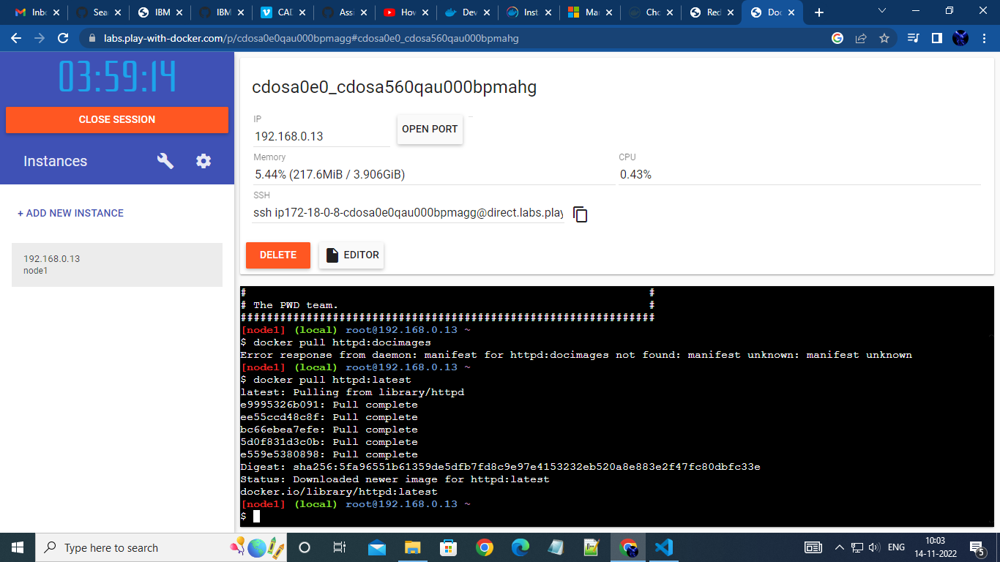 Inbo
Sea
IBM
IBM
CAD
Assi
How
Dev
Inst
Mar
Cho
Red
Doc
labs.play-with-docker.com/p/cdosa0e0qau000bpmagg#cdosa0e0_cdosa560qau000bpmahg
03:59:14
CLOSE SESSION
Instances
+ ADD NEW INSTANCE
192.168.0.13
node1
cdosa0e0_cdosa560qau000bpmahg
IP
192.168.0.13
OPEN PORT
Memory
5.44% (217.6MiB / 3.906GiB)
CPU
0.43%
SSH
ssh ip172-18-0-8-cdosa0e0qau000bpmagg@direct.labs.play
DELETE
EDITOR
# #
# The PWD team. #
###############################################################
[node1] (local) root@192.168.0.13 ~
$ docker pull httpd:docimages
Error response from daemon: manifest for httpd:docimages not found: manifest unknown: manifest unknown
[node1] (local) root@192.168.0.13 ~
$ docker pull httpd:latest
latest: Pulling from library/httpd
e9995326b091: Pull complete
ee55ccd48c8f: Pull complete
bc66ebea7efe: Pull complete
5d0f831d3c0b: Pull complete
e559e5380898: Pull complete
Digest: sha256:5fa96551b61359de5dfb7fd8c9e97e4153232eb520a8e883e2f47fc80dbfc33e
Status: Downloaded newer image for httpd:latest
docker.io/library/httpd:latest
[node1] (local) root@192.168.0.13 ~
$
Type here to search
ENG
10:03
14-11-2022
5